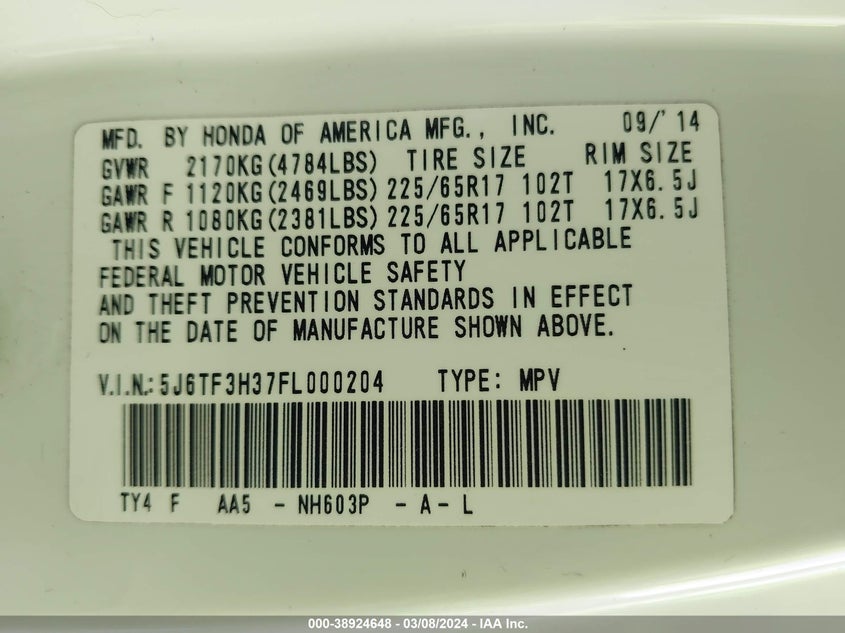 MFD. BY HONDA OF AMERICA MFG., INC. 09/'14
GVWR 2170KG(4784LBS) TIRE SIZE RIM SIZE
GAWR F 1120KG(2469LBS) 225/65R17 102T 17X6.5J
GAWR R 1080KG(2381LBS) 225/65R17 102T 17X6.5J
THIS VEHICLE CONFORMS TO ALL APPLICABLE
FEDERAL MOTOR VEHICLE SAFETY
AND THEFT PREVENTION STANDARDS IN EFFECT
ON THE DATE OF MANUFACTURE SHOWN ABOVE.
V.I.N.: 5J6TF3H37FL000204 TYPE: MPV
TY4 F AA5 - NH603P - A - L
000-38924648 - 03/08/2024 - IAA Inc.